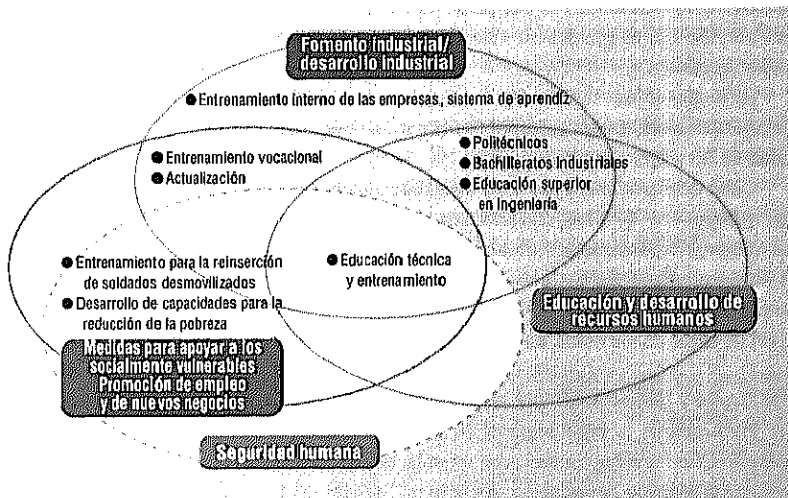 Fomento industrial/
desarrollo industrial
● Entrenamiento interno de las empresas, sistema de aprendiz
● Entrenamiento vocacional
● Actualización
● Politécnicos
● Bachilleratos Industriales
● Educación superior
en Ingeniería
● Entrenamiento para la reinserción
de soldados desmovilizados
● Desarrollo de capacidades para la
reducción de la pobreza
● Educación técnica
y entrenamiento
Educación y desarrollo de
recursos humanos
Medidas para apoyar a los
socialmente vulnerables
Promoción de empleo
y de nuevos negocios
Seguridad humana